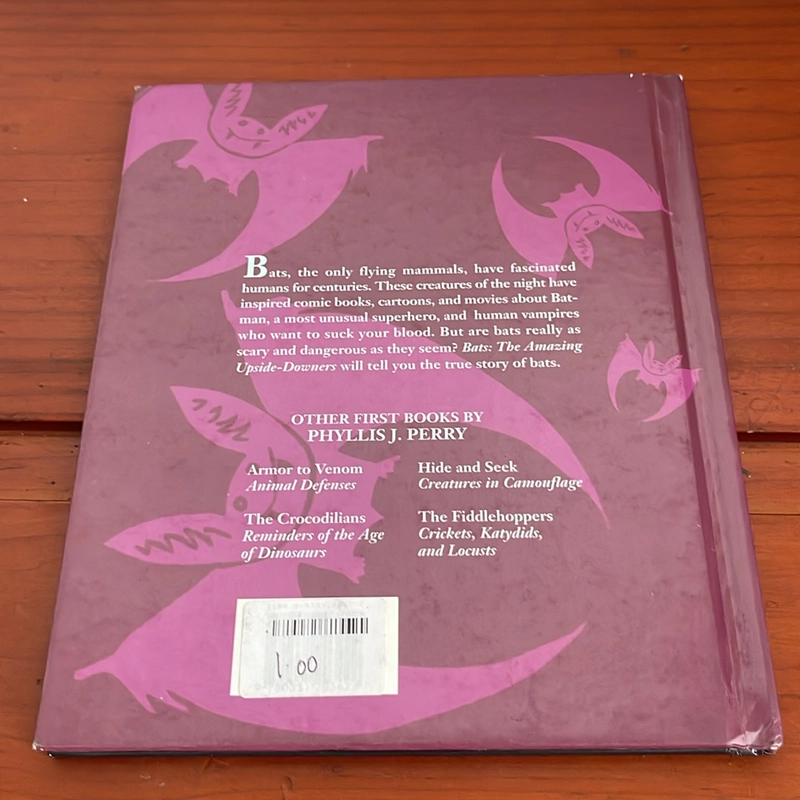 Bats, the only flying mammals, have fascinated
humans for centuries. These creatures of the night have
inspired comic books, cartoons, and movies about Bat-
man, a most unusual superhero, and human vampires
who want to suck your blood. But are bats really as
scary and dangerous as they seem? Bats: The Amazing
Upside-Downers will tell you the true story of bats.
OTHER FIRST BOOKS BY
PHYLLIS J. PERRY
Armor to Venom
Animal Defenses
The Crocodilians
Reminders of the Age
of Dinosaurs
Hide and Seek
Creatures in Camouflage
The Fiddlehoppers
Crickets, Katydids,
and Locusts
1.00